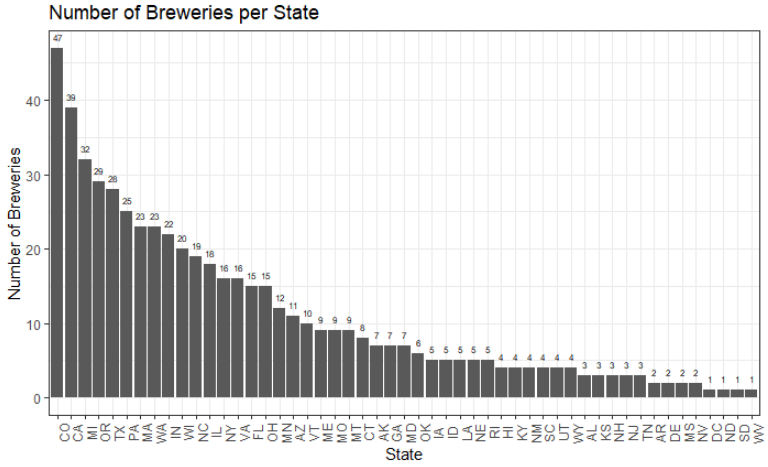 Number of Breweries per State
47
39
32
29
28
25
23
23
22
20
19
18
16
16
15
15
12
11
10
9
9
9
8
7
7
7
6
5
5
5
5
5
4
4
4
4
4
4
3
3
3
3
3
2
2
2
2
1
1
1
1
Number of Breweries
40
30
20
10
0
CO
CA
MI
OR
TX
PA
MA
WA
IN
WI
NC
IL
NY
VA
FL
OH
MN
AZ
VT
ME
MO
MT
CT
AK
GA
MD
OK
IA
ID
LA
NE
RI
HI
KY
NM
SC
UT
WY
AL
KS
NH
NJ
TN
AR
DE
MS
NV
DC
ND
SD
WV
State